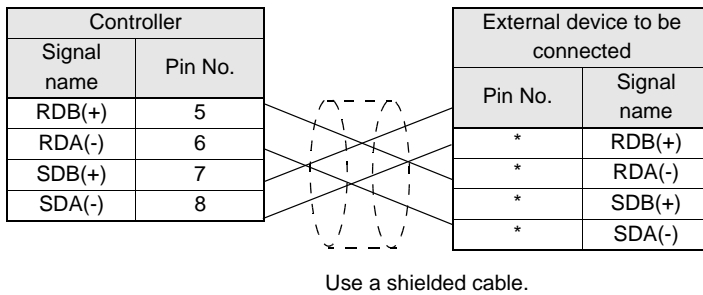 Controller
Signal name Pin No.
RDB(+) 5
RDA(-) 6
SDB(+) 7
SDA(-) 8
External device to be connected
Pin No. Signal name
* RDB(+)
* RDA(-)
* SDB(+)
* SDA(-)
Use a shielded cable.